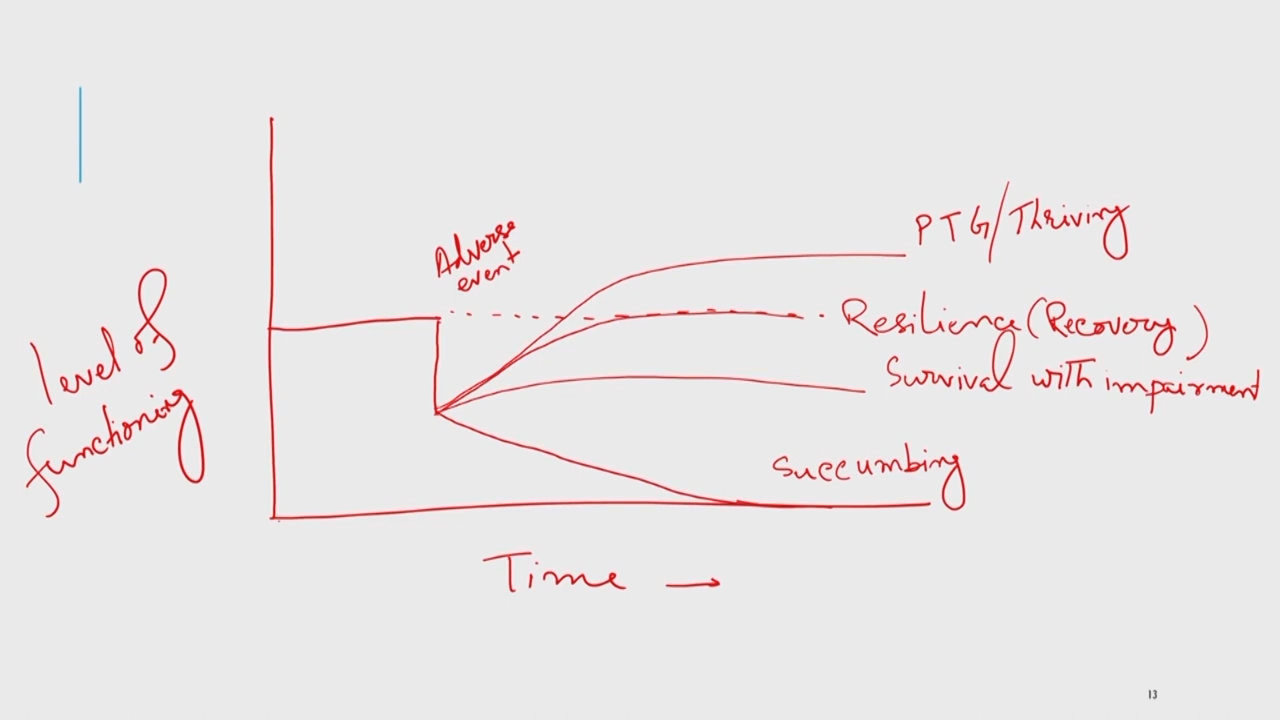 Adverse
event
PTG/Thriving
Resilience (Recovery)
Survival with impairment
Succumbing
level of
functioning
Time →
13